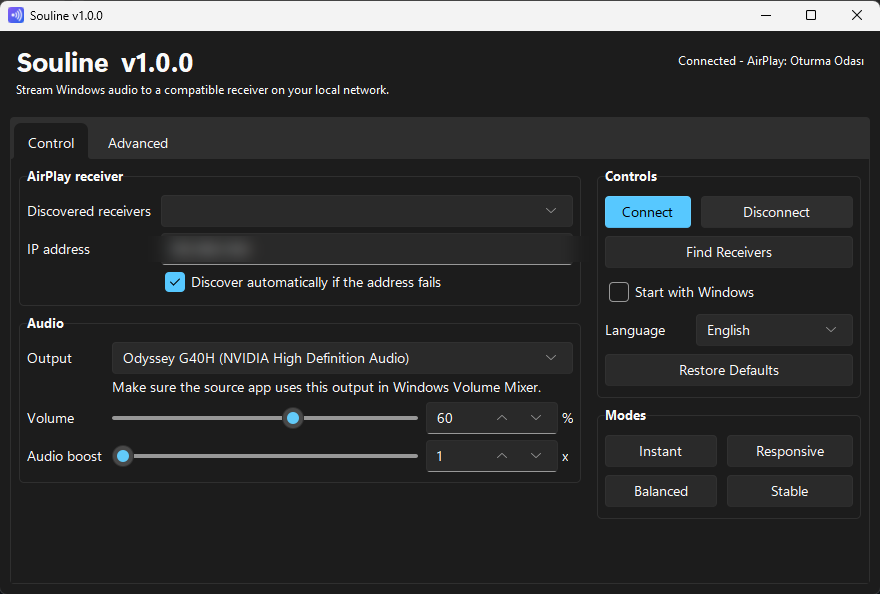 Souline v1.0.0
Souline v1.0.0
Connected - AirPlay: Oturma Odası
Stream Windows audio to a compatible receiver on your local network.
Control
Advanced
AirPlay receiver
Discovered receivers
IP address
Discover automatically if the address fails
Audio
Output
Odyssey G40H (NVIDIA High Definition Audio)
Make sure the source app uses this output in Windows Volume Mixer.
Volume
60
%
Audio boost
1
x
Controls
Connect
Disconnect
Find Receivers
Start with Windows
Language
English
Restore Defaults
Modes
Instant
Responsive
Balanced
Stable